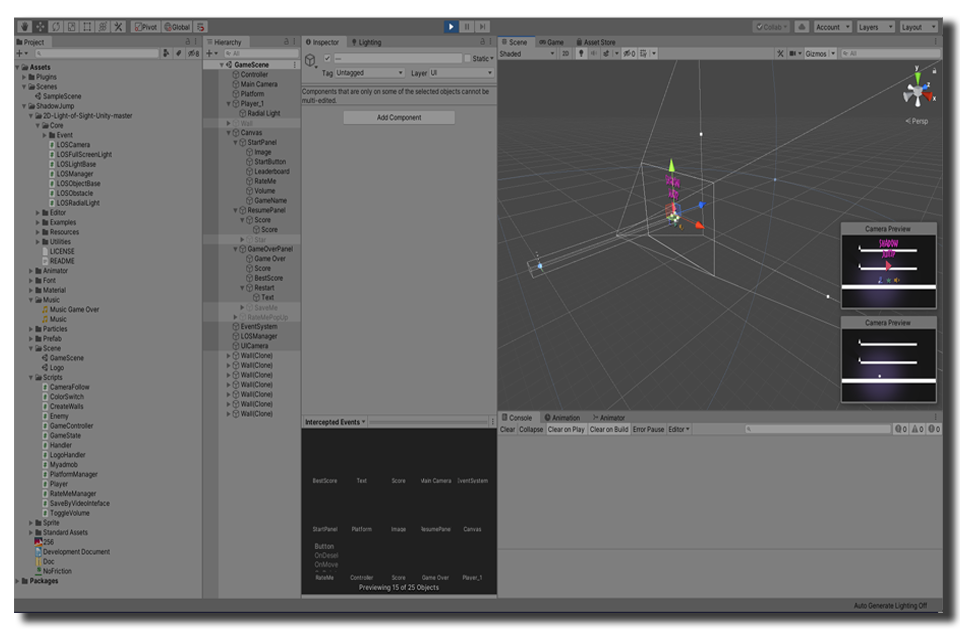 Pivot Global Collab Account Layers Layout
Project
Assets
Plugins
Scenes
SampleScene
ShadowJump
2D-Light-of-Sight-Unity-master
Core
Event
LOSCamera
LOSFullScreenLight
LOSLightBase
LOSManager
LOSObjectBase
LOSObstacle
LOSRadialLight
Editor
Examples
Resources
Utilities
LICENSE
README
Animator
Font
Material
Music
Music Game Over
Music
Particles
Prefab
Scene
GameScene
Logo
Scripts
CameraFollow
ColorSwitch
CreateWalls
Enemy
GameController
GameState
Handler
LogoHandler
Myadmob
PlatformManager
Player
RateMeManager
SaveByVideoInteface
ToggleVolume
Sprite
Standard Assets
256
Development Document
Doc
NoFriction
Packages
Hierarchy
All
GameScene
Controller
Main Camera
Platform
Player_1
Radial Light
Wall
Canvas
StartPanel
Image
StartButton
Leaderboard
RateMe
Volume
GameName
ResumePanel
Score
Score
Star
GameOverPanel
Game Over
Score
BestScore
Restart
Text
SaveMe
RateMePopUp
EventSystem
LOSManager
UICamera
Wall(Clone)
Wall(Clone)
Wall(Clone)
Wall(Clone)
Wall(Clone)
Wall(Clone)
Wall(Clone)
Inspector Lighting
— Static
Tag Untagged Layer UI
Components that are only on some of the selected objects cannot be
multi-edited.
Add Component
Intercepted Events
BestScore Text Score Main Camera EventSystem
StartPanel Platform Image ResumePanel Canvas
Button
OnDesel
OnMove
RateMe Controller Score Game Over Player_1
Previewing 15 of 25 Objects
Scene Game Asset Store
Shaded 2D 0 Gizmos All
y
z
x
Persp
Camera Preview
SHADOW
JUMP
Camera Preview
Console Animation Animator
Clear Collapse Clear on Play Clear on Build Error Pause Editor 0 0 0
Auto Generate Lighting Off